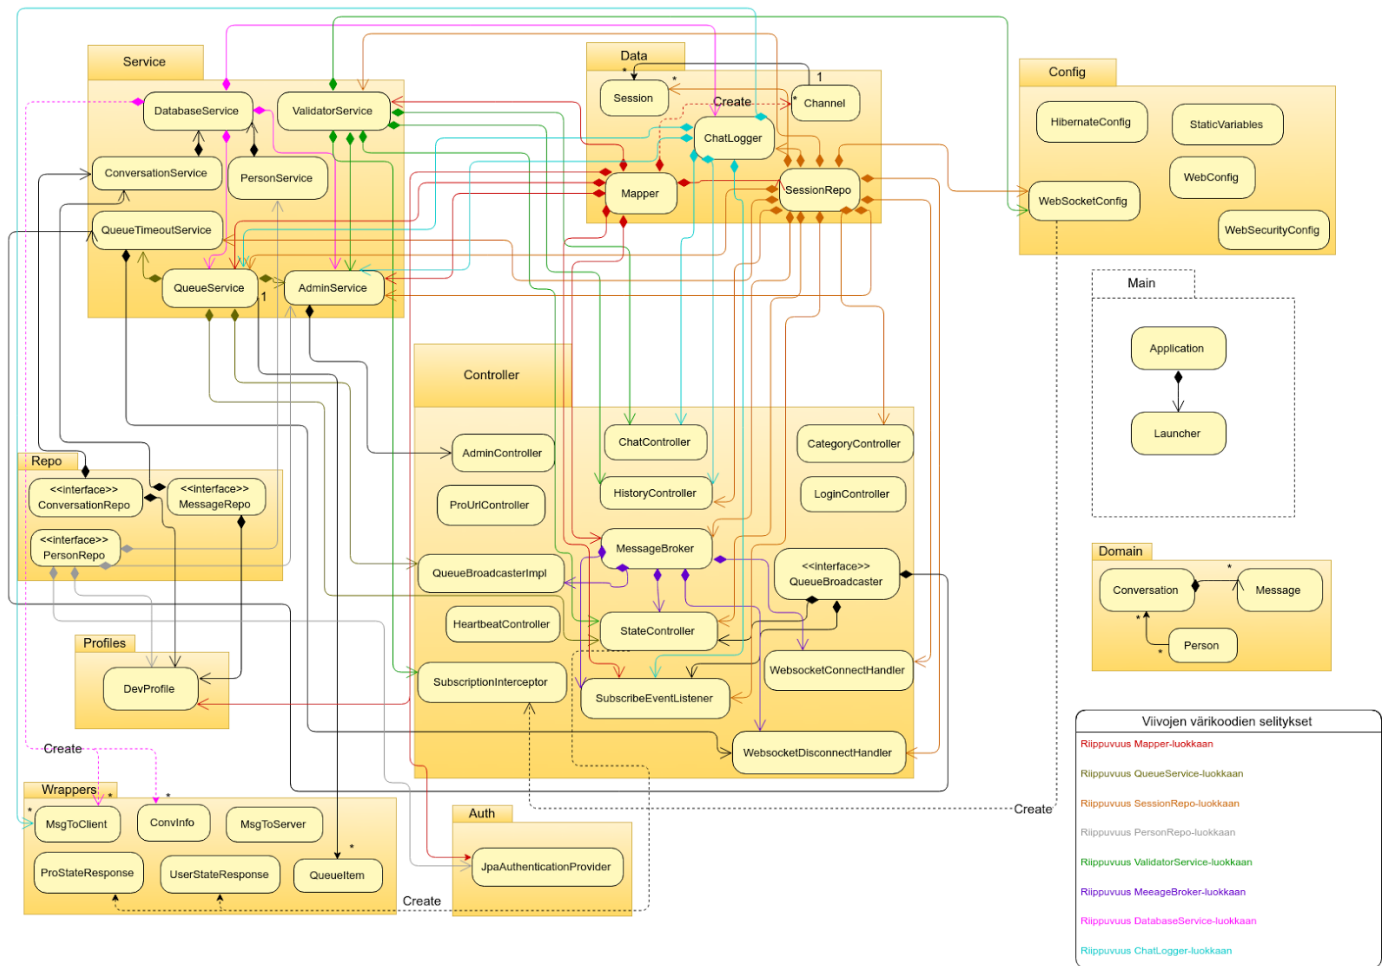 Service
DatabaseService
ValidatorService
ConversationService
PersonService
QueueTimeoutService
QueueService
1
AdminService
Data
*
Session
*
1
Create
*
Channel
ChatLogger
Mapper
SessionRepo
Config
HibernateConfig
StaticVariables
WebConfig
WebSocketConfig
WebSecurityConfig
Main
Application
Launcher
Controller
AdminController
ChatController
CategoryController
ProUrlController
HistoryController
LoginController
MessageBroker
QueueBroadcasterImpl
<<interface>>
QueueBroadcaster
HeartbeatController
StateController
SubscriptionInterceptor
SubscribeEventListener
WebsocketConnectHandler
WebsocketDisconnectHandler
Repo
<<interface>>
ConversationRepo
<<interface>>
MessageRepo
<<interface>>
PersonRepo
Profiles
DevProfile
Create
Domain
Conversation
*
Message
*
*
Person
Wrappers
*
MsgToClient
*
ConvInfo
*
MsgToServer
ProStateResponse
UserStateResponse
*
QueueItem
Create
Auth
JpaAuthenticationProvider
Create
Viivojen värikoodien selitykset
Riippuvuus Mapper-luokkaan
Riippuvuus QueueService-luokkaan
Riippuvuus SessionRepo-luokkaan
Riippuvuus PersonRepo-luokkaan
Riippuvuus ValidatorService-luokkaan
Riippuvuus MeeageBroker-luokkaan
Riippuvuus DatabaseService-luokkaan
Riippuvuus ChatLogger-luokkaan